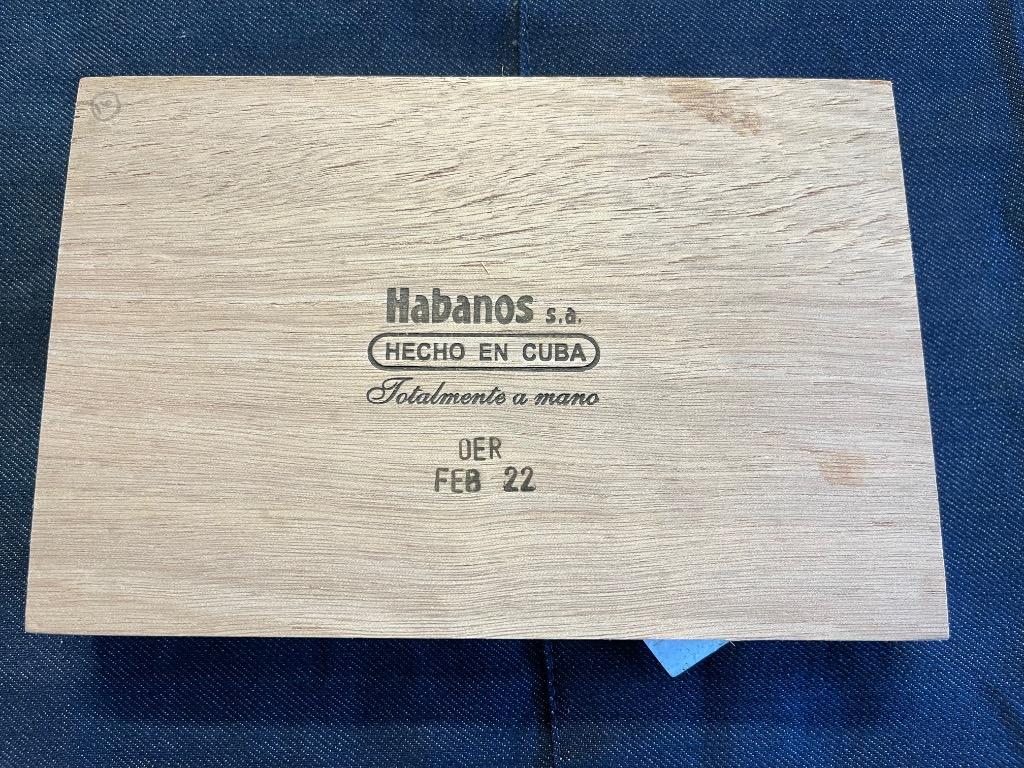 Habanos s.a.
HECHO EN CUBA
Totalmente a mano
OER
FEB 22